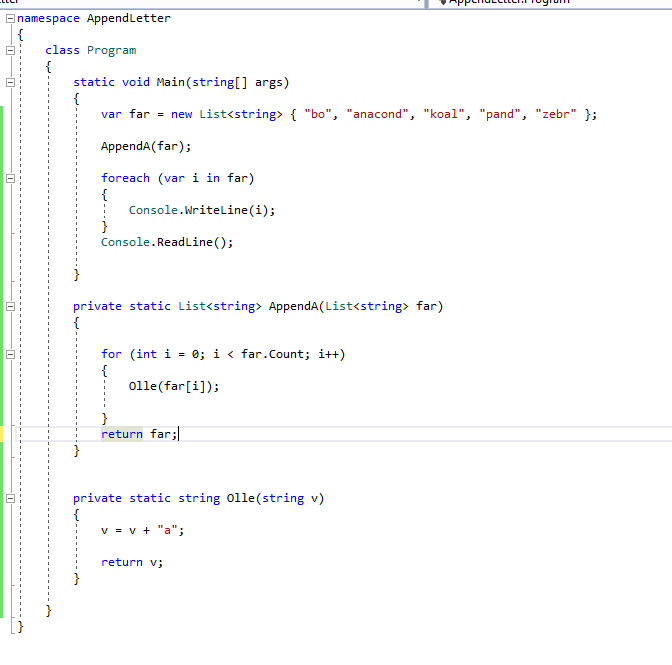 AppendLetter.Program
namespace AppendLetter
{
    class Program
    {
        static void Main(string[] args)
        {
            var far = new List<string> { "bo", "anacond", "koal", "pand", "zebr" };

            AppendA(far);

            foreach (var i in far)
            {
                Console.WriteLine(i);
            }
            Console.ReadLine();

        }

        private static List<string> AppendA(List<string> far)
        {

            for (int i = 0; i < far.Count; i++)
            {
                Olle(far[i]);

            }
            return far;
        }


        private static string Olle(string v)
        {
            v = v + "a";

            return v;
        }

    }
}